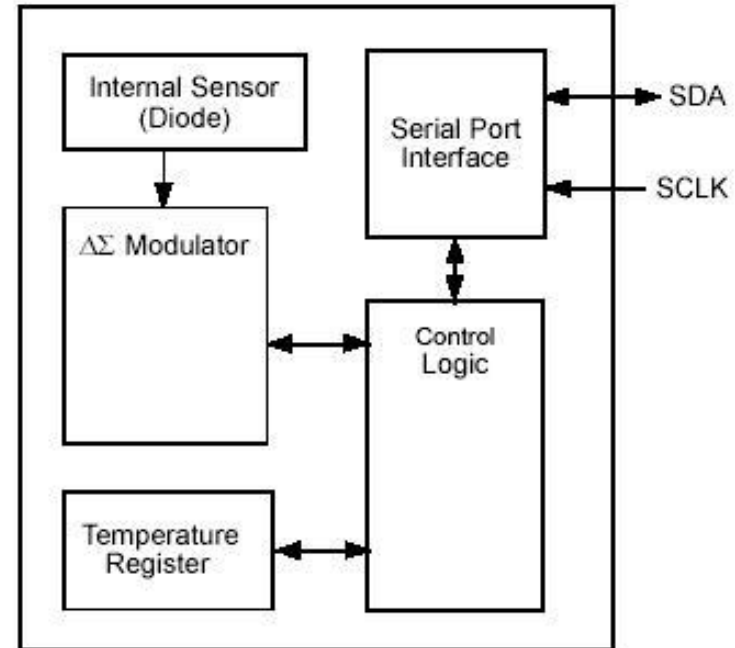 Internal Sensor
(Diode)
Serial Port
Interface
SDA
SCLK
ΔΣ Modulator
Control
Logic
Temperature
Register